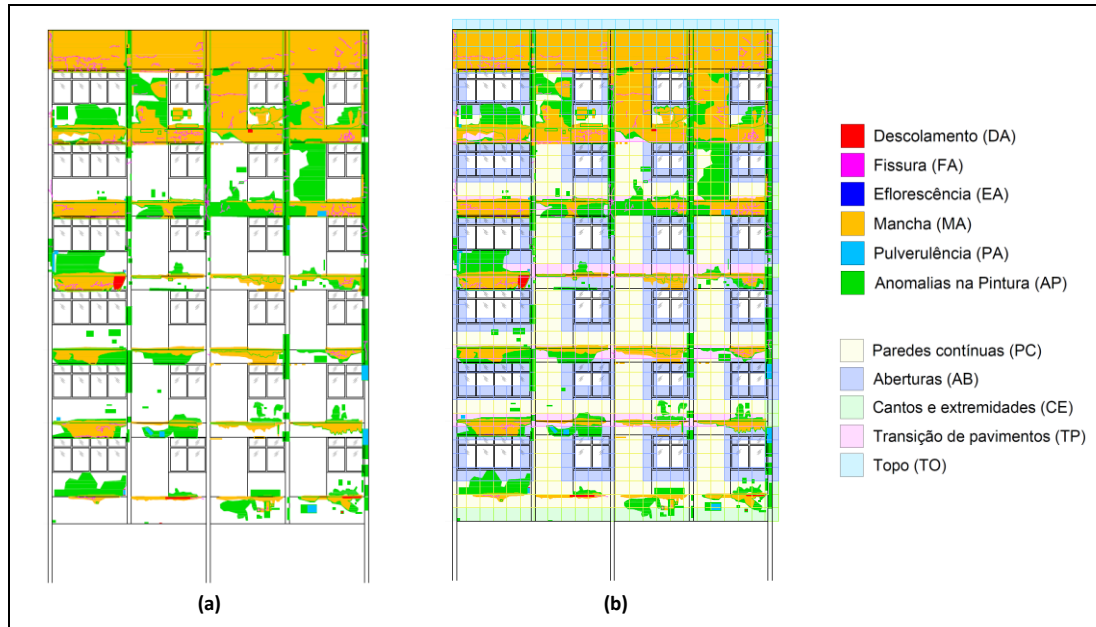 Descolamento (DA)
Fissura (FA)
Eflorescência (EA)
Mancha (MA)
Pulverulência (PA)
Anomalias na Pintura (AP)
Paredes contínuas (PC)
Aberturas (AB)
Cantos e extremidades (CE)
Transição de pavimentos (TP)
Topo (TO)
(a)
(b)